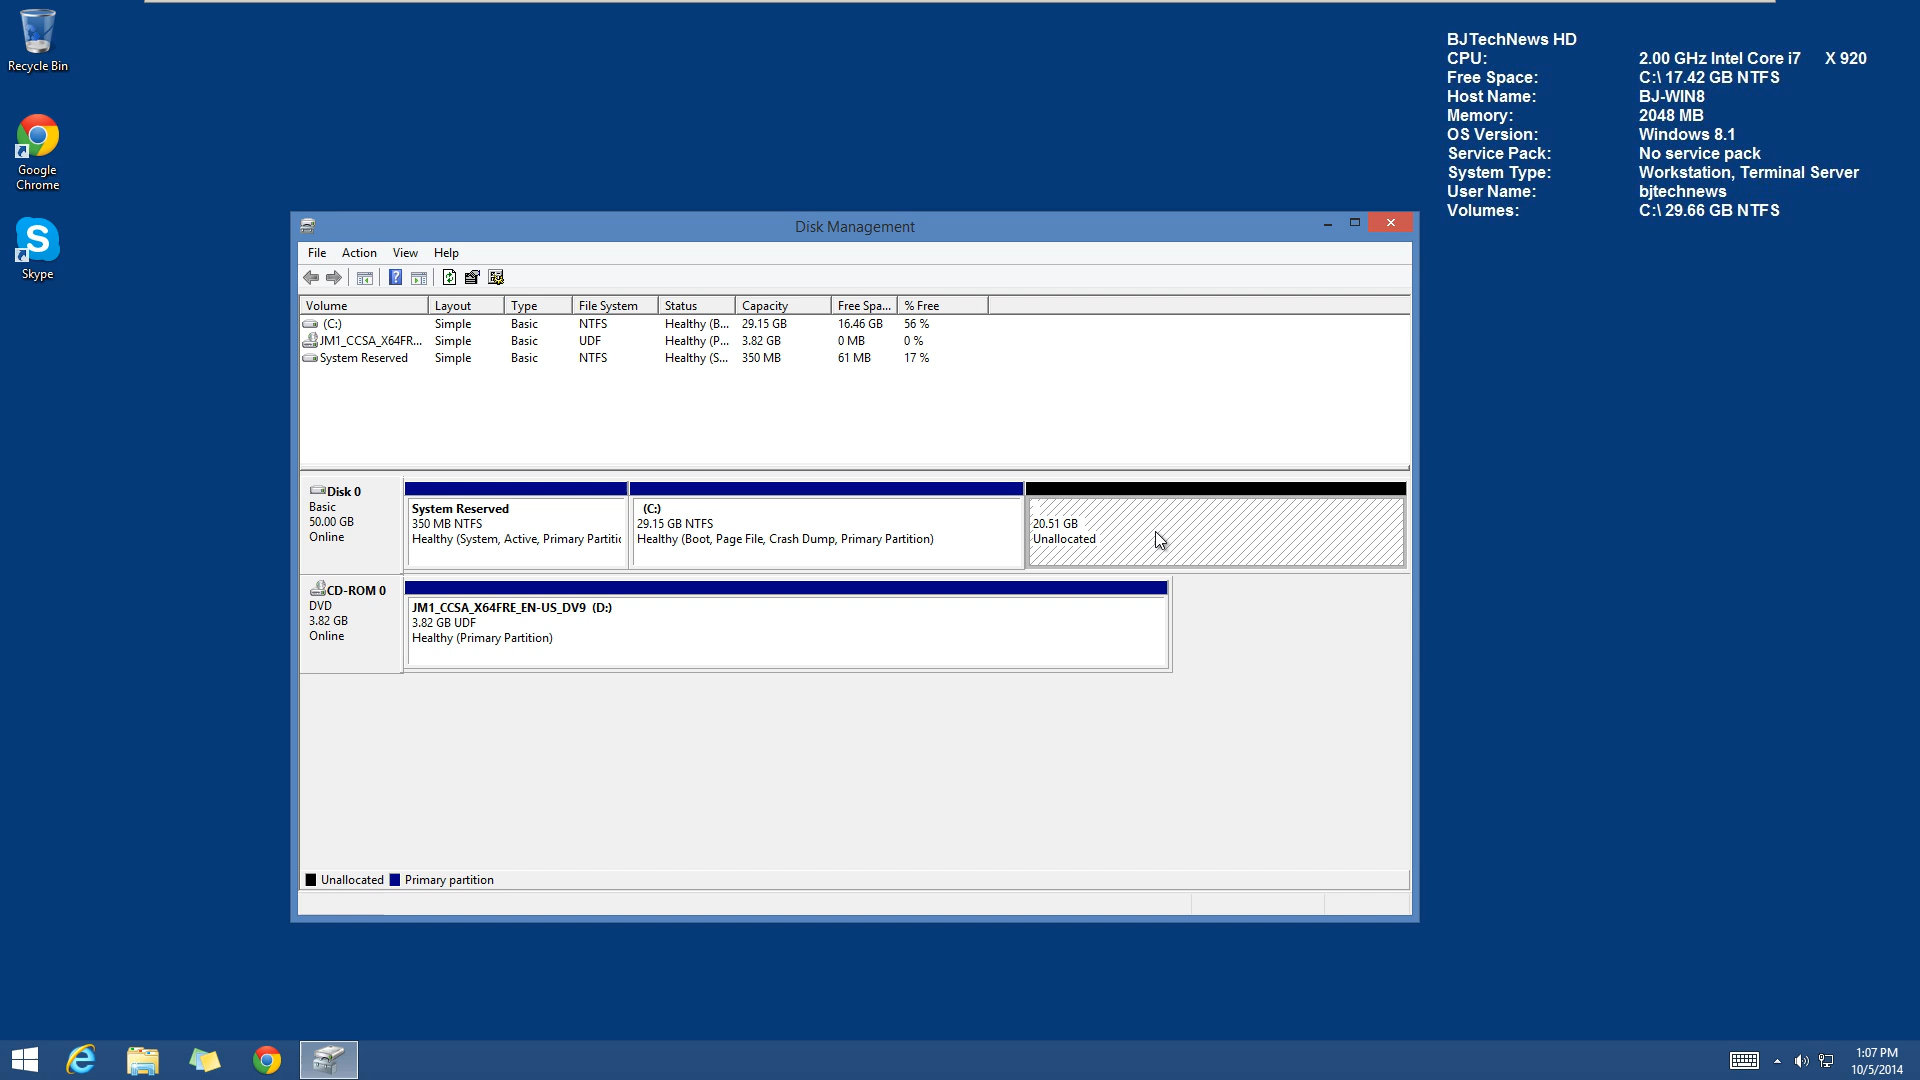 Recycle Bin
Google
Chrome
Skype
BJTechNews HD
CPU: 2.00 GHz Intel Core i7 X 920
Free Space: C:\ 17.42 GB NTFS
Host Name: BJ-WIN8
Memory: 2048 MB
OS Version: Windows 8.1
Service Pack: No service pack
System Type: Workstation, Terminal Server
User Name: bjtechnews
Volumes: C:\ 29.66 GB NTFS
Disk Management
File Action View Help
Volume Layout Type File System Status Capacity Free Spa... % Free
(C:) Simple Basic NTFS Healthy (B... 29.15 GB 16.46 GB 56 %
JM1_CCSA_X64FR... Simple Basic UDF Healthy (P... 3.82 GB 0 MB 0 %
System Reserved Simple Basic NTFS Healthy (S... 350 MB 61 MB 17 %
Disk 0
Basic
50.00 GB
Online
System Reserved
350 MB NTFS
Healthy (System, Active, Primary Partitic
(C:)
29.15 GB NTFS
Healthy (Boot, Page File, Crash Dump, Primary Partition)
20.51 GB
Unallocated
CD-ROM 0
DVD
3.82 GB
Online
JM1_CCSA_X64FRE_EN-US_DV9 (D:)
3.82 GB UDF
Healthy (Primary Partition)
Unallocated Primary partition
1:07 PM
10/5/2014